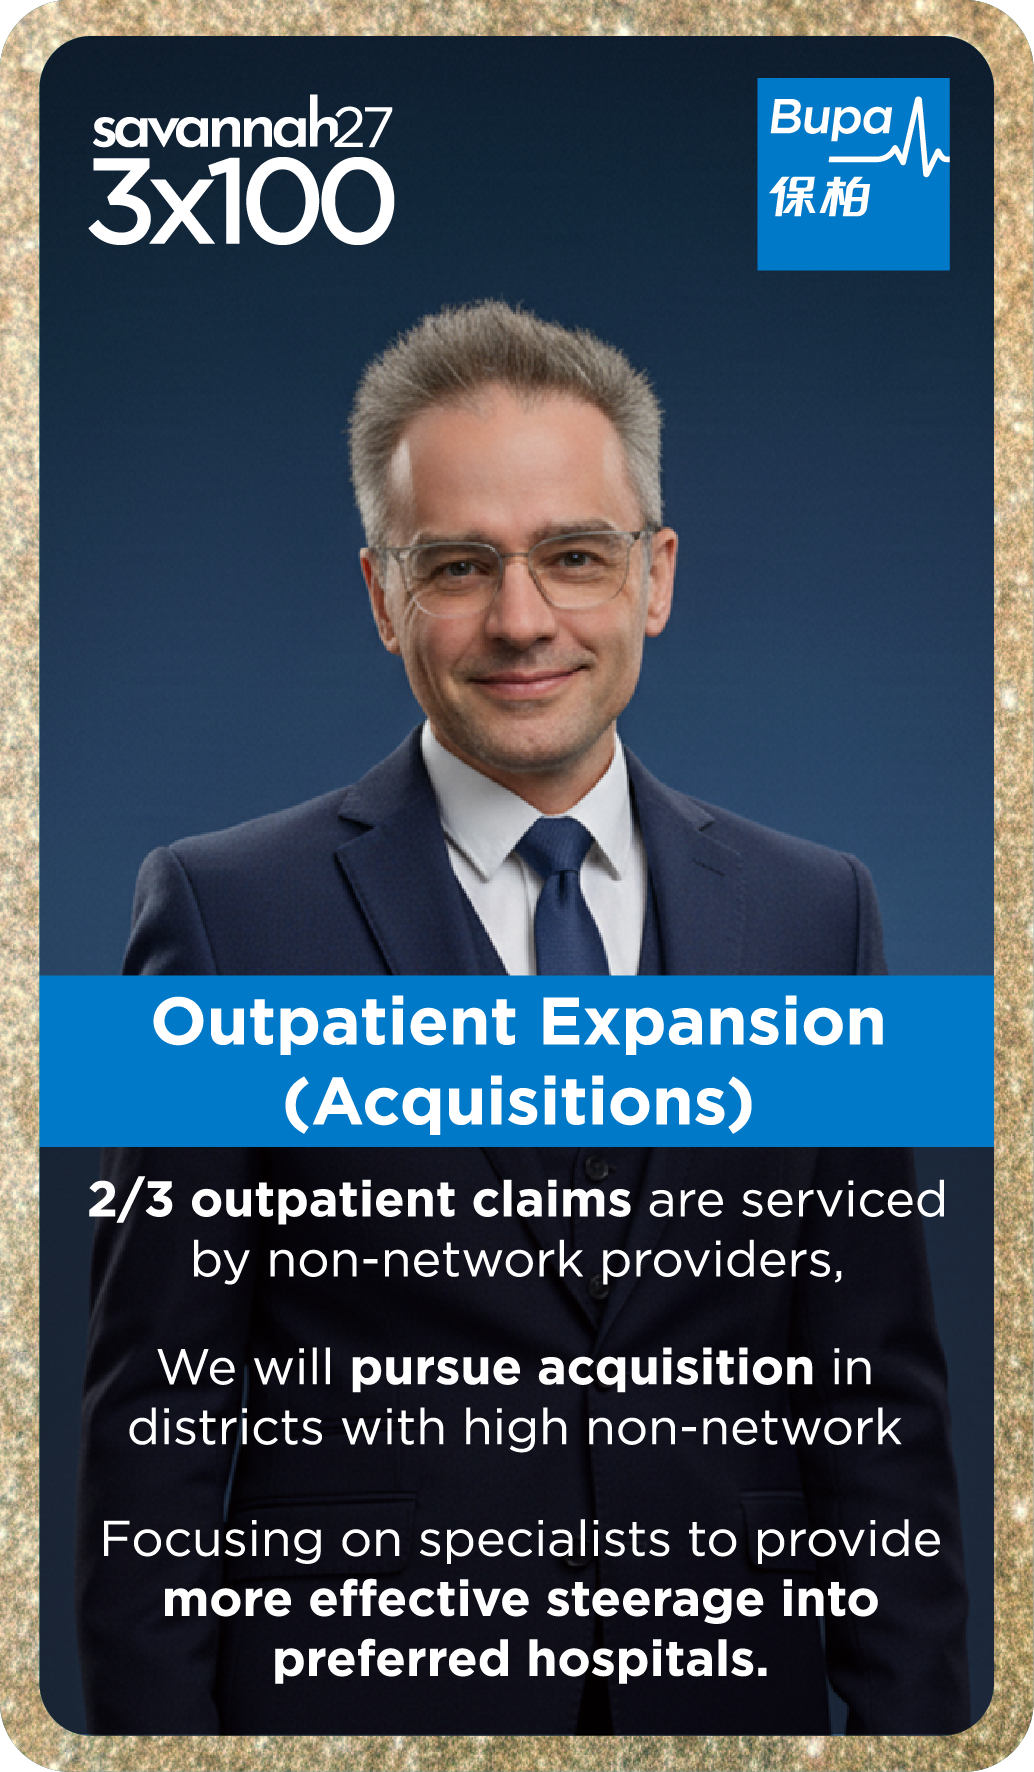 savannah27
3x100
Bupa
保柏
Outpatient Expansion
(Acquisitions)
2/3 outpatient claims are serviced
by non-network providers,
We will pursue acquisition in
districts with high non-network
Focusing on specialists to provide
more effective steerage into
preferred hospitals.